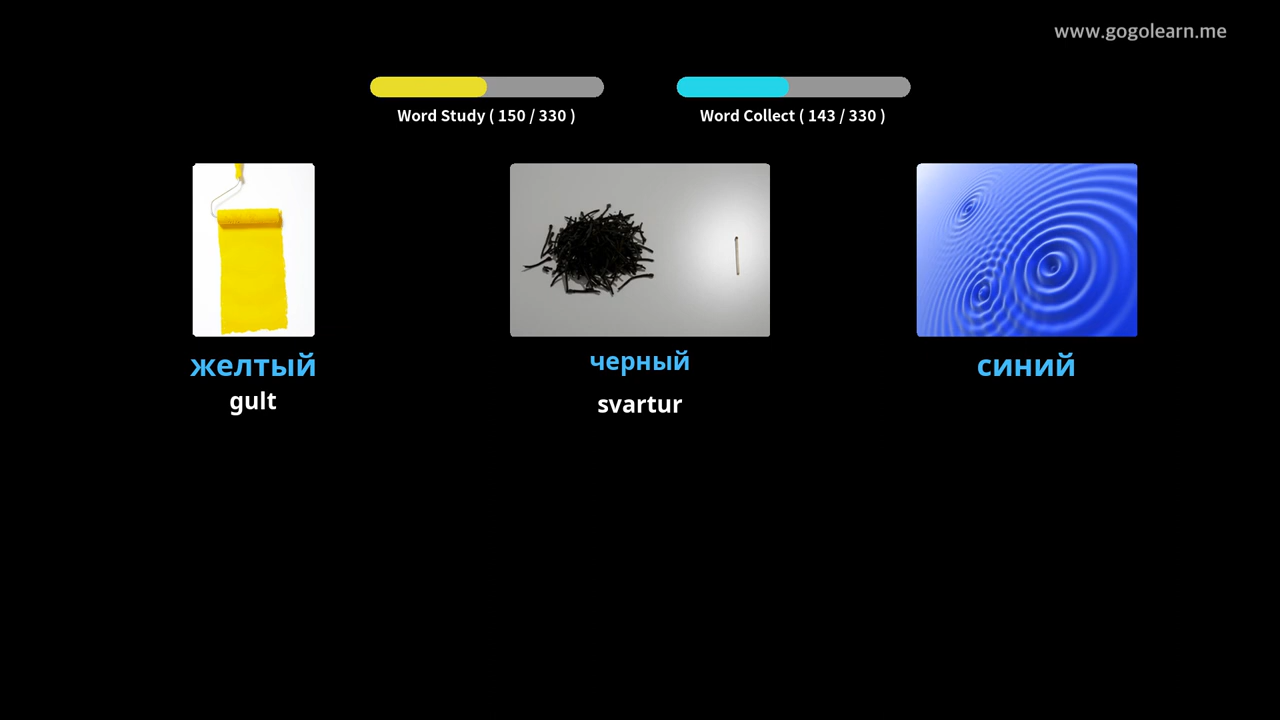 www.gogolearn.me
Word Study ( 150 / 330 )
Word Collect ( 143 / 330 )
желтый
gult
черный
svartur
синий